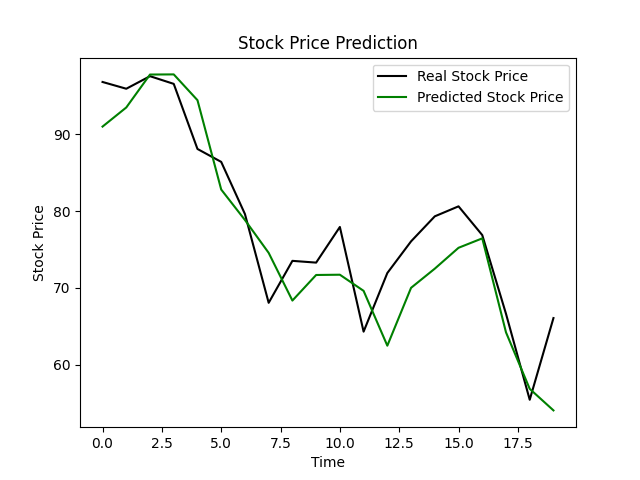 Stock Price Prediction
Real Stock Price
Predicted Stock Price
Stock Price
90
80
70
60
0.0 2.5 5.0 7.5 10.0 12.5 15.0 17.5
Time